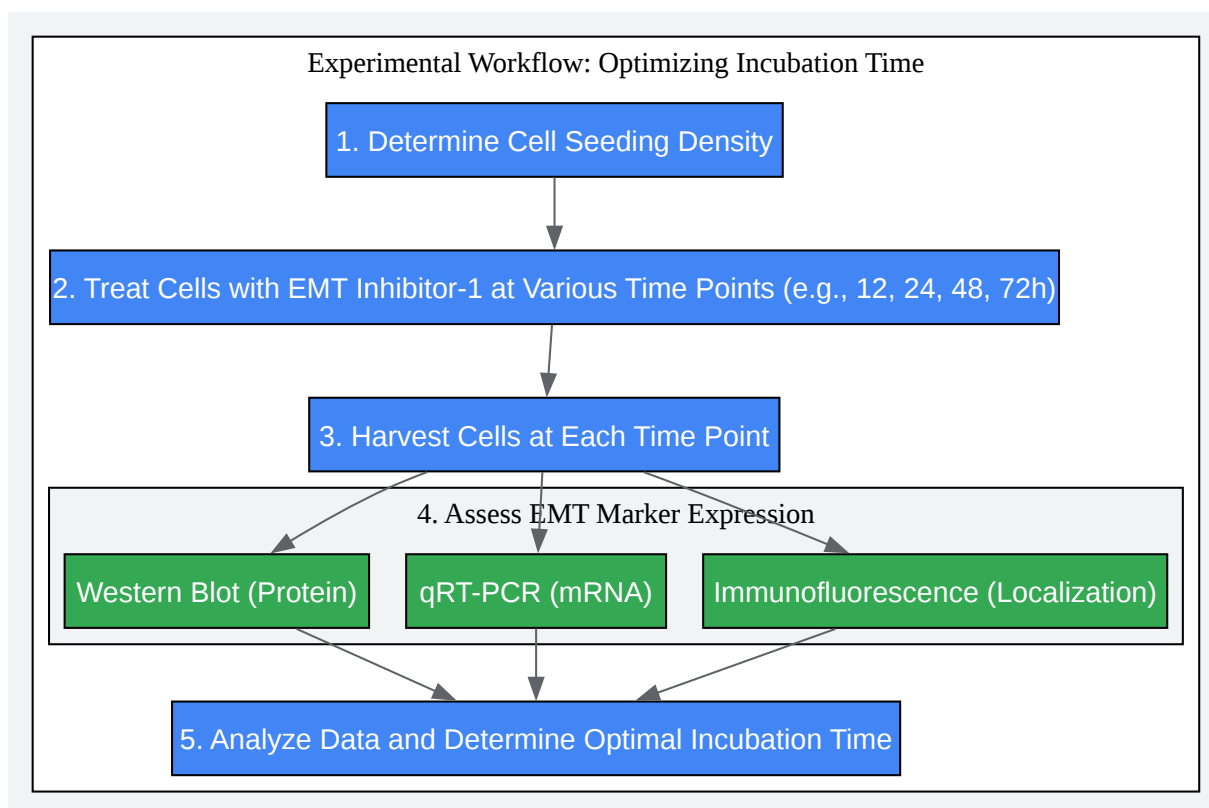 Experimental Workflow: Optimizing Incubation Time
1. Determine Cell Seeding Density
2. Treat Cells with EMT Inhibitor-1 at Various Time Points (e.g., 12, 24, 48, 72h)
3. Harvest Cells at Each Time Point
4. Assess EMT Marker Expression
Western Blot (Protein)
qRT-PCR (mRNA)
Immunofluorescence (Localization)
5. Analyze Data and Determine Optimal Incubation Time